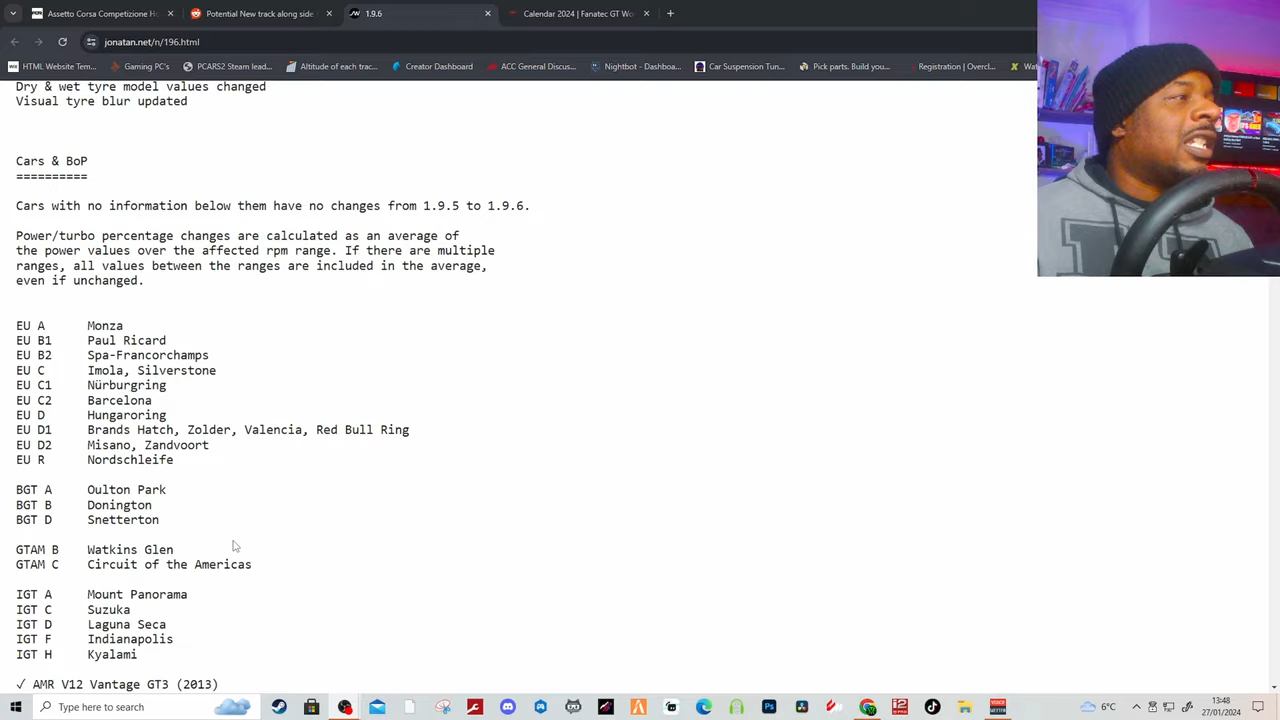 Assetto Corsa Competizione Ho
Potential New track along side
1.9.6
Calendar 2024 | Fanatec GT Wo
jonatan.net/n/196.html
HTML Website Tem...
Gaming PC's
PCARS2 Steam lead...
Altitude of each trac...
Creator Dashboard
ACC General Discus...
Nightbot - Dashboa...
Car Suspension Tun...
Pick parts. Build you...
Registration | Overcl...
Dry & wet tyre model values changed
Visual tyre blur updated
Cars & BoP
==========
Cars with no information below them have no changes from 1.9.5 to 1.9.6.
Power/turbo percentage changes are calculated as an average of
the power values over the affected rpm range. If there are multiple
ranges, all values between the ranges are included in the average,
even if unchanged.
EU A Monza
EU B1 Paul Ricard
EU B2 Spa-Francorchamps
EU C Imola, Silverstone
EU C1 Nürburgring
EU C2 Barcelona
EU D Hungaroring
EU D1 Brands Hatch, Zolder, Valencia, Red Bull Ring
EU D2 Misano, Zandvoort
EU R Nordschleife
BGT A Oulton Park
BGT B Donington
BGT D Snetterton
GTAM B Watkins Glen
GTAM C Circuit of the Americas
IGT A Mount Panorama
IGT C Suzuka
IGT D Laguna Seca
IGT F Indianapolis
IGT H Kyalami
✓ AMR V12 Vantage GT3 (2013)
Type here to search
6°C
13:48
27/01/2024